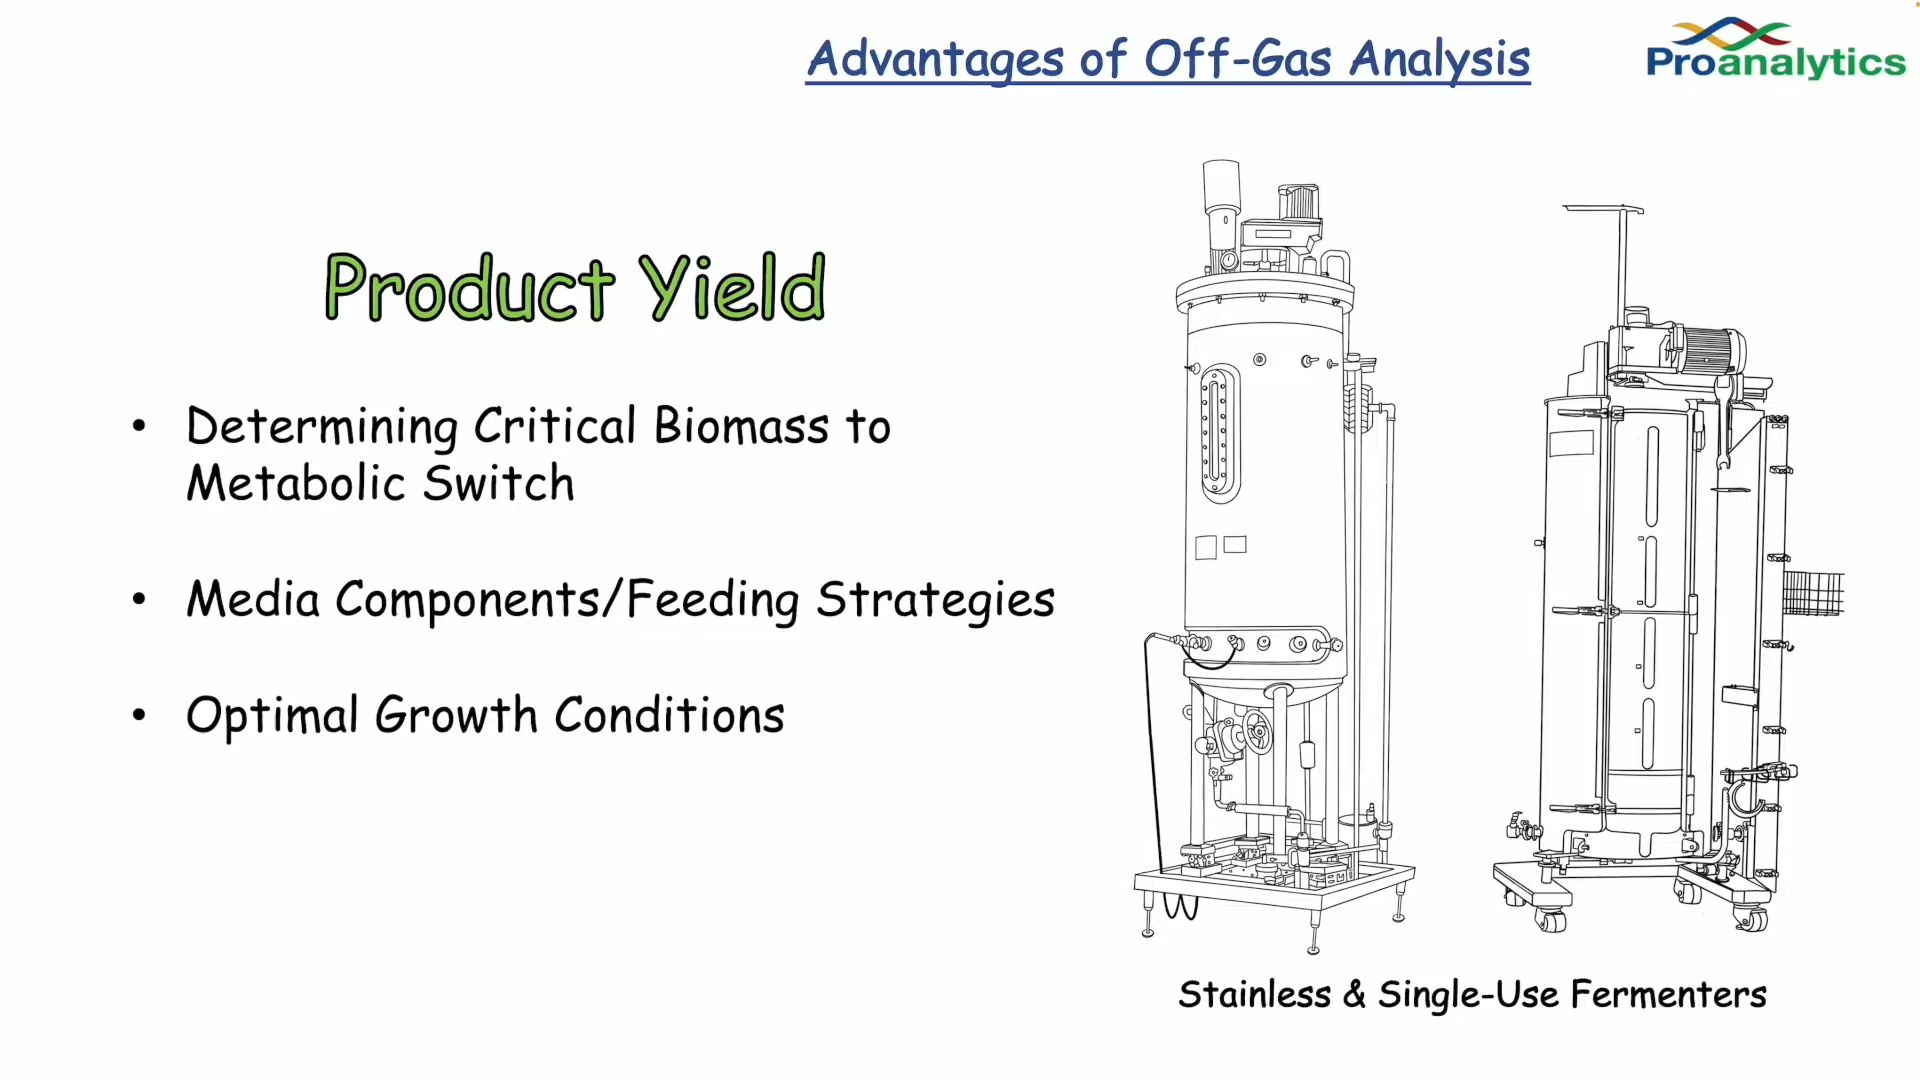 Advantages of Off-Gas Analysis
Proanalytics
Product Yield
• Determining Critical Biomass to
Metabolic Switch
• Media Components/Feeding Strategies
• Optimal Growth Conditions
Stainless & Single-Use Fermenters